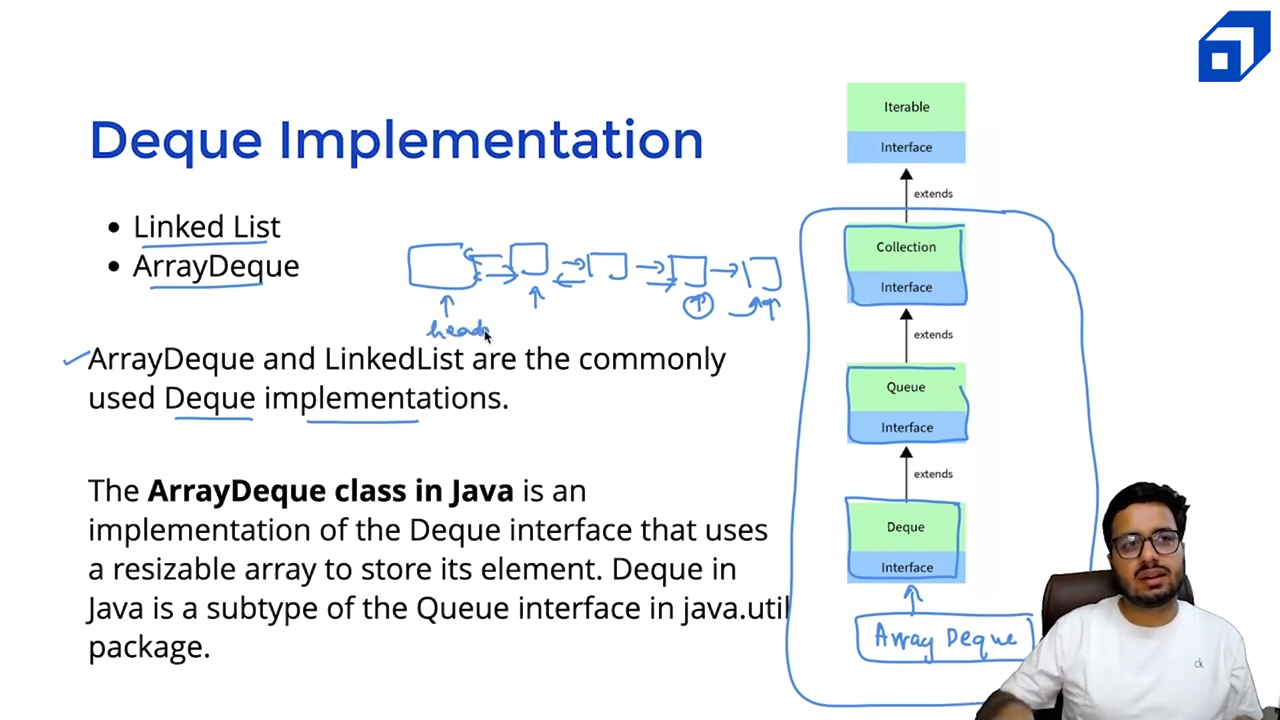 Deque Implementation
• Linked List
• ArrayDeque
head
ArrayDeque and LinkedList are the commonly
used Deque implementations.
The ArrayDeque class in Java is an
implementation of the Deque interface that uses
a resizable array to store its element. Deque in
Java is a subtype of the Queue interface in java.util
package.
Iterable
Interface
extends
Collection
Interface
extends
Queue
Interface
extends
Deque
Interface
Array Deque
ck